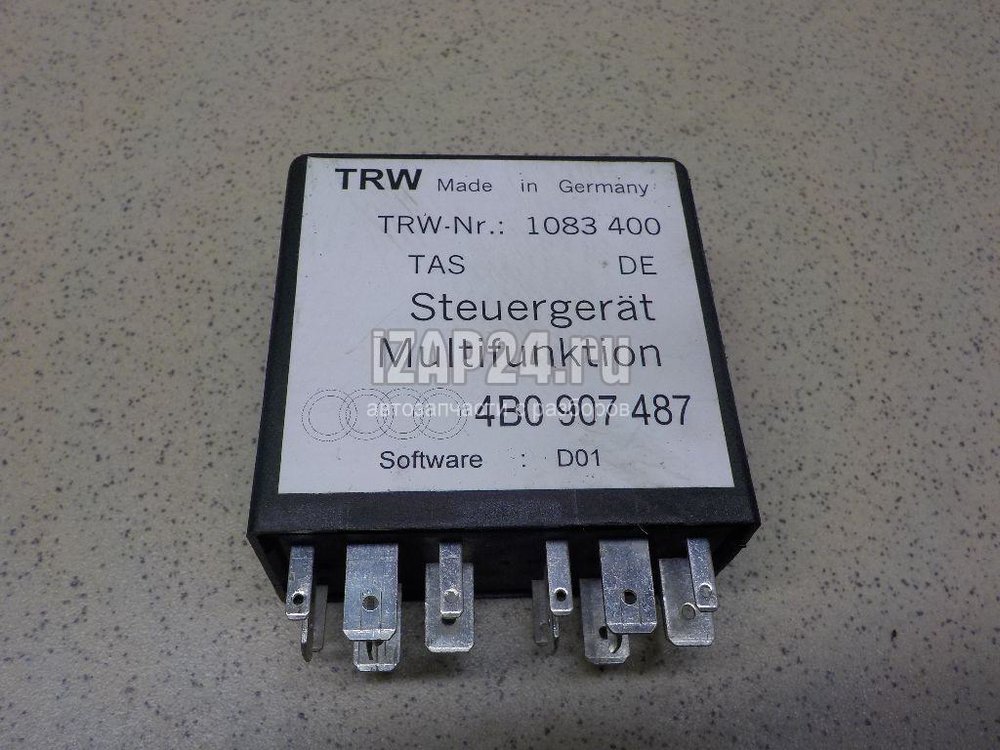 TRW Made in Germany
TRW-Nr.: 1083 400
TAS DE
Steuergerät
Multifunktion
iZAP24.ru
автозапчасти с разборов
4B0 907 487
Software : D01